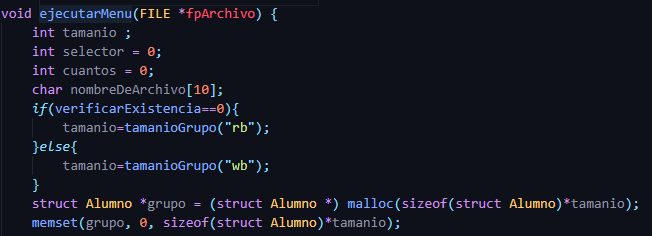 void ejecutarMenu(FILE *fpArchivo) {
    int tamanio ;
    int selector = 0;
    int cuantos = 0;
    char nombreDeArchivo[10];
    if(verificarExistencia==0){
        tamanio=tamanioGrupo("rb");
    }else{
        tamanio=tamanioGrupo("wb");
    }
    struct Alumno *grupo = (struct Alumno *) malloc(sizeof(struct Alumno)*tamanio);
    memset(grupo, 0, sizeof(struct Alumno)*tamanio);